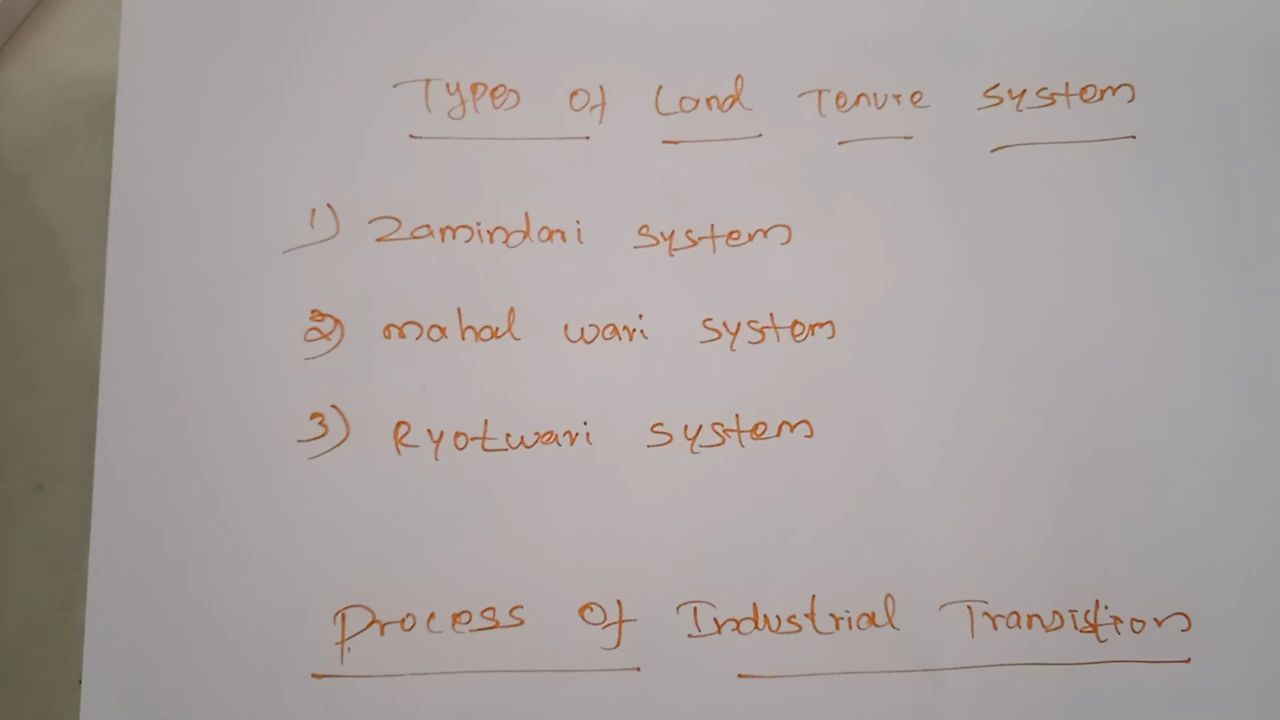 Types of Land Tenure system
1) Zamindari system
2) mahal wari system
3) Ryotwari system
Process of Industrial Transistion